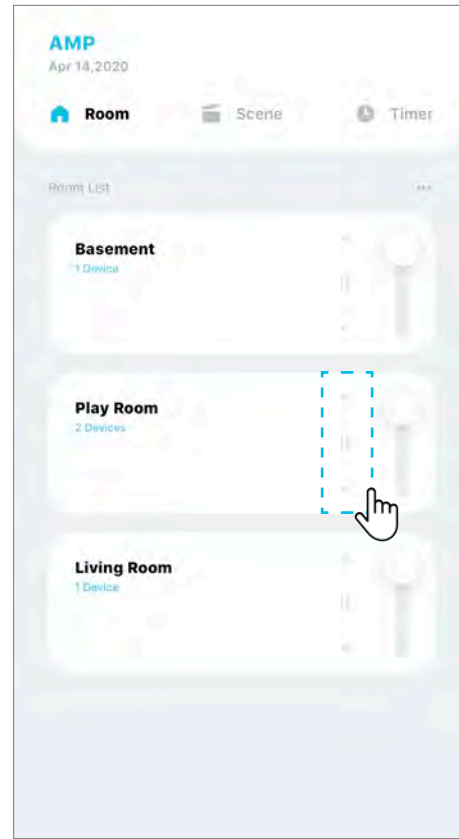 AMP
Apr 14,2020
Room Scene Timer
Room List
Basement
1 Device
Play Room
2 Devices
Living Room
1 Device